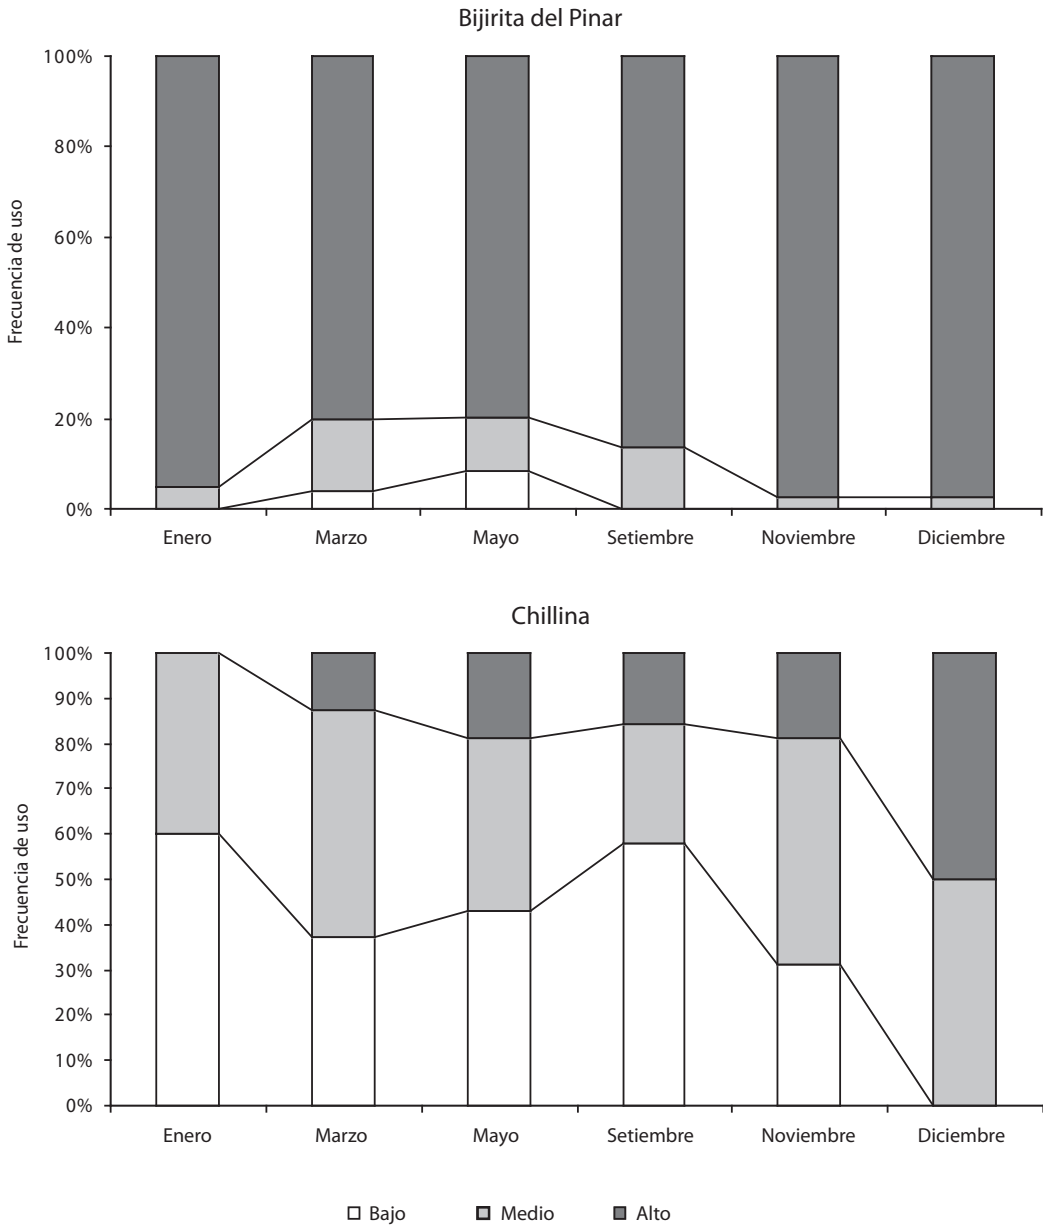 Bijirita del Pinar
100%
80%
60%
40%
20%
0%
Frecuencia de uso
Enero Marzo Mayo Setiembre Noviembre Diciembre
Chillina
100%
90%
80%
70%
60%
50%
40%
30%
20%
10%
0%
Frecuencia de uso
Enero Marzo Mayo Setiembre Noviembre Diciembre
Bajo Medio Alto